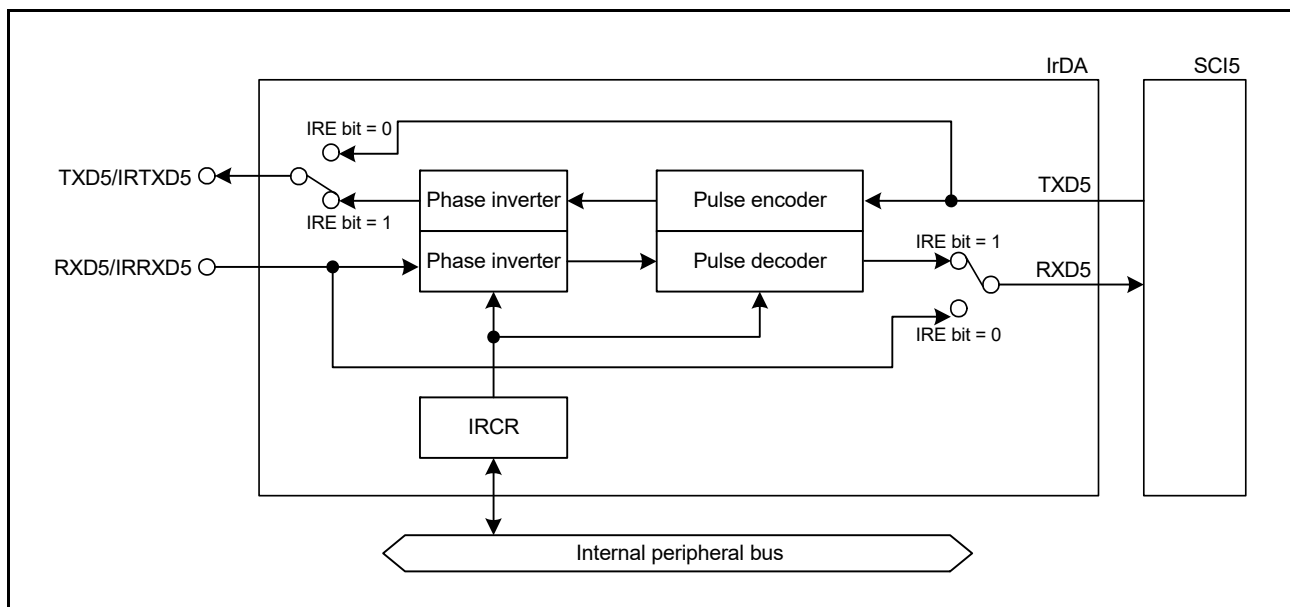 IrDA
SCI5
IRE bit = 0
TXD5/IRTXD5
Phase inverter
Pulse encoder
TXD5
IRE bit = 1
RXD5/IRRXD5
Phase inverter
Pulse decoder
IRE bit = 1
RXD5
IRE bit = 0
IRCR
Internal peripheral bus